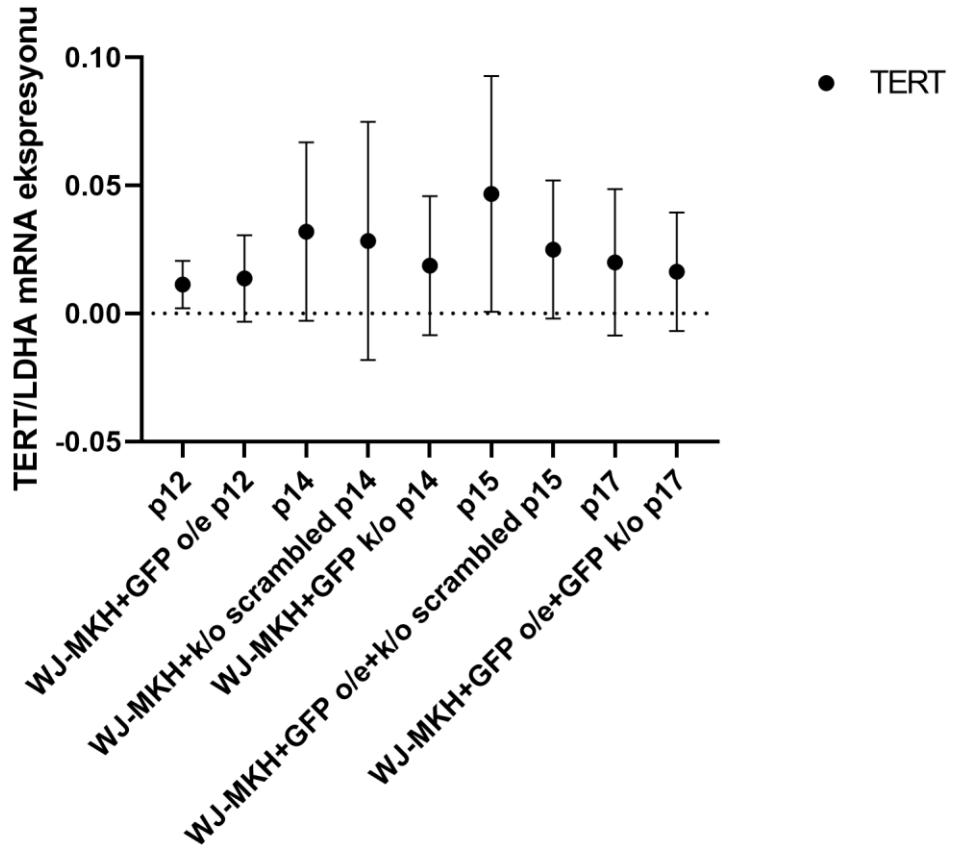 TERT/LDHA mRNA ekspresyonu
0.10
0.05
0.00
-0.05
p12
WJ-MKH+GFP o/e p12
p14
WJ-MKH+k/o scrambled p14
WJ-MKH+GFP k/o p14
p15
WJ-MKH+GFP o/e+k/o scrambled p15
p17
WJ-MKH+GFP o/e+GFP k/o p17
TERT